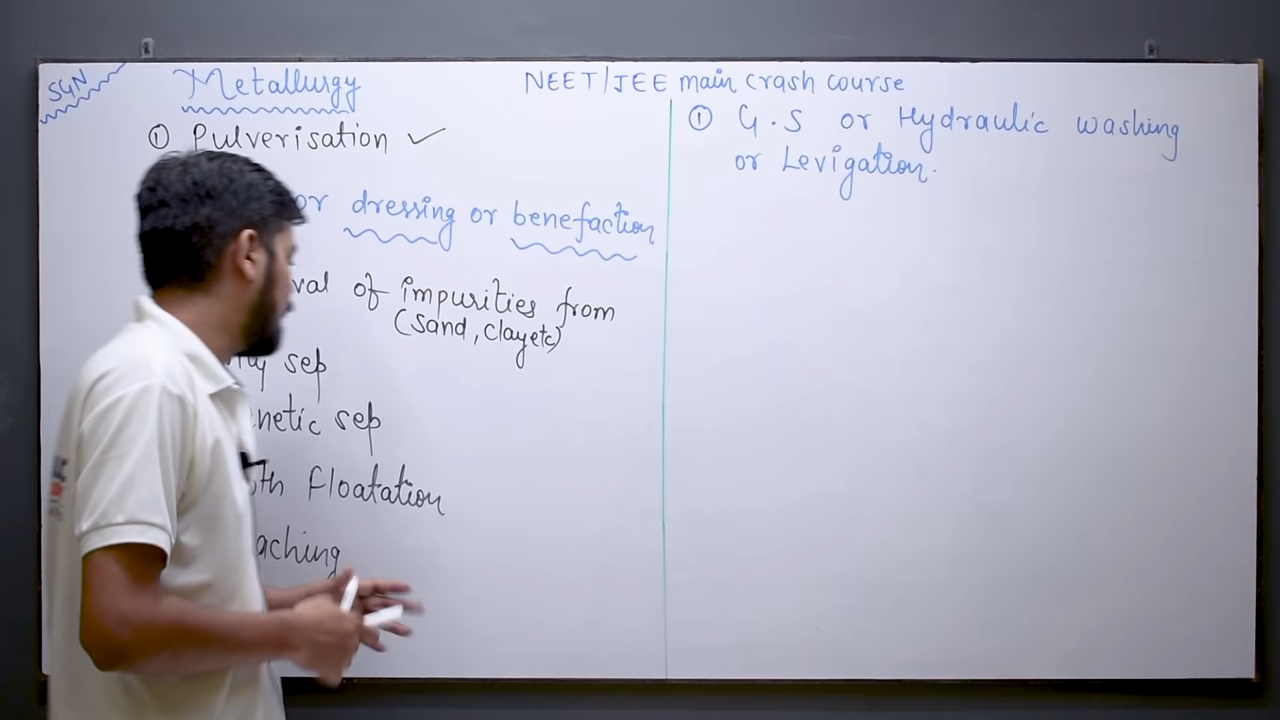 SGN
Metallurgy
NEET/JEE main crash course
① Pulverisation ✓
or dressing or benefaction
val of impurities from
(Sand, clay etc)
ity sep
netic sep
th floatation
aching
① G.S or Hydraulic washing
or Levigation.